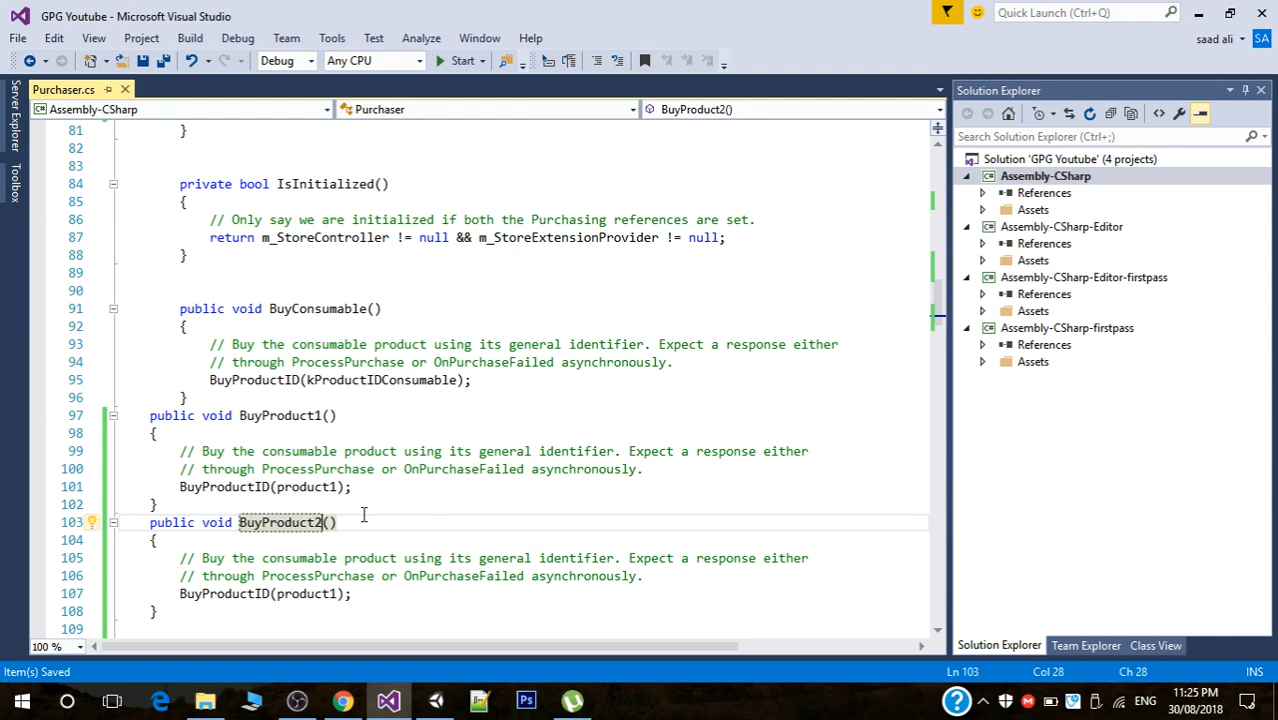 GPG Youtube - Microsoft Visual Studio
Quick Launch (Ctrl+Q)
File Edit View Project Build Debug Team Tools Test Analyze Window Help
saad ali SA
Debug Any CPU Start
Server Explorer
Toolbox
Purchaser.cs
Assembly-CSharp Purchaser BuyProduct2()
81 }
82
83
84 private bool IsInitialized()
85 {
86 // Only say we are initialized if both the Purchasing references are set.
87 return m_StoreController != null && m_StoreExtensionProvider != null;
88 }
89
90
91 public void BuyConsumable()
92 {
93 // Buy the consumable product using its general identifier. Expect a response either
94 // through ProcessPurchase or OnPurchaseFailed asynchronously.
95 BuyProductID(kProductIDConsumable);
96 }
97 public void BuyProduct1()
98 {
99 // Buy the consumable product using its general identifier. Expect a response either
100 // through ProcessPurchase or OnPurchaseFailed asynchronously.
101 BuyProductID(product1);
102 }
103 public void BuyProduct2()
104 {
105 // Buy the consumable product using its general identifier. Expect a response either
106 // through ProcessPurchase or OnPurchaseFailed asynchronously.
107 BuyProductID(product1);
108 }
109
100 %
Solution Explorer
Search Solution Explorer (Ctrl+;)
Solution 'GPG Youtube' (4 projects)
C# Assembly-CSharp
References
Assets
C# Assembly-CSharp-Editor
References
Assets
C# Assembly-CSharp-Editor-firstpass
References
Assets
C# Assembly-CSharp-firstpass
References
Assets
Solution Explorer Team Explorer Class View
Item(s) Saved Ln 103 Col 28 Ch 28 INS
Ps ? ENG 11:25 PM
30/08/2018